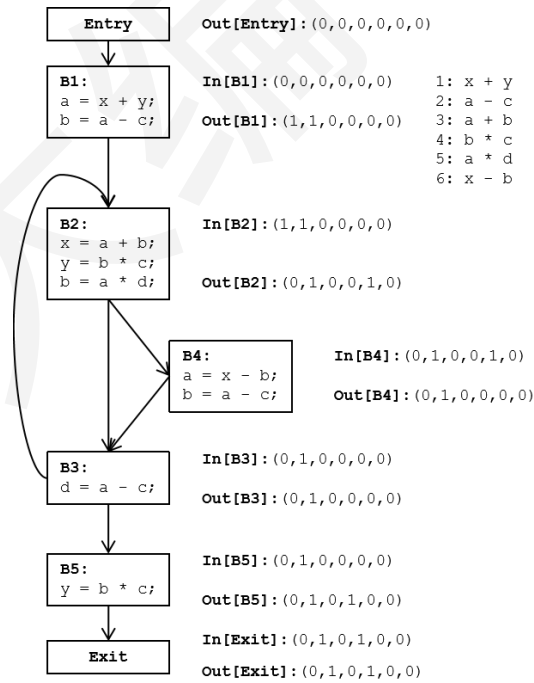 Entry
Out[Entry]:(0,0,0,0,0,0)
B1:
a = x + y;
b = a - c;
In[B1]:(0,0,0,0,0,0)
Out[B1]:(1,1,0,0,0,0)
1: x + y
2: a - c
3: a + b
4: b * c
5: a * d
6: x - b
B2:
x = a + b;
y = b * c;
b = a * d;
In[B2]:(1,1,0,0,0,0)
Out[B2]:(0,1,0,0,1,0)
B4:
a = x - b;
b = a - c;
In[B4]:(0,1,0,0,1,0)
Out[B4]:(0,1,0,0,0,0)
B3:
d = a - c;
In[B3]:(0,1,0,0,0,0)
Out[B3]:(0,1,0,0,0,0)
B5:
y = b * c;
In[B5]:(0,1,0,0,0,0)
Out[B5]:(0,1,0,1,0,0)
Exit
In[Exit]:(0,1,0,1,0,0)
Out[Exit]:(0,1,0,1,0,0)